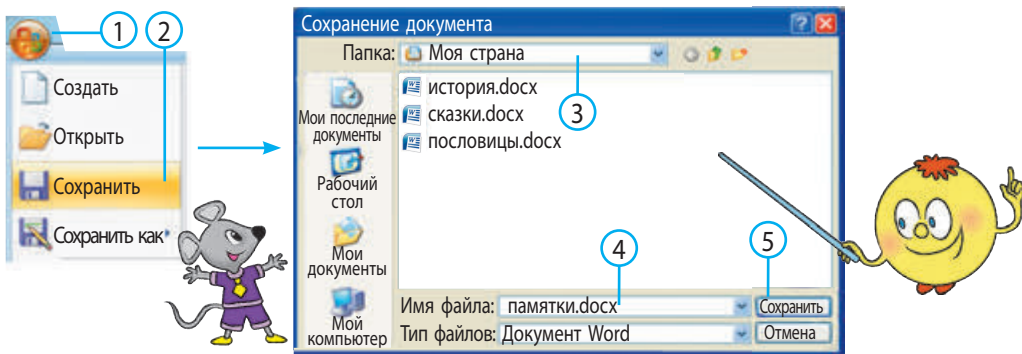 1
2
Создать
Открыть
Сохранить
Сохранить как
Сохранение документа
Папка: Моя страна
3
история.docx
сказки.docx
пословицы.docx
Мои последние
документы
Рабочий
стол
Мои
документы
Мой
компьютер
4
5
Имя файла: памятки.docx
Сохранить
Тип файлов: Документ Word
Отмена